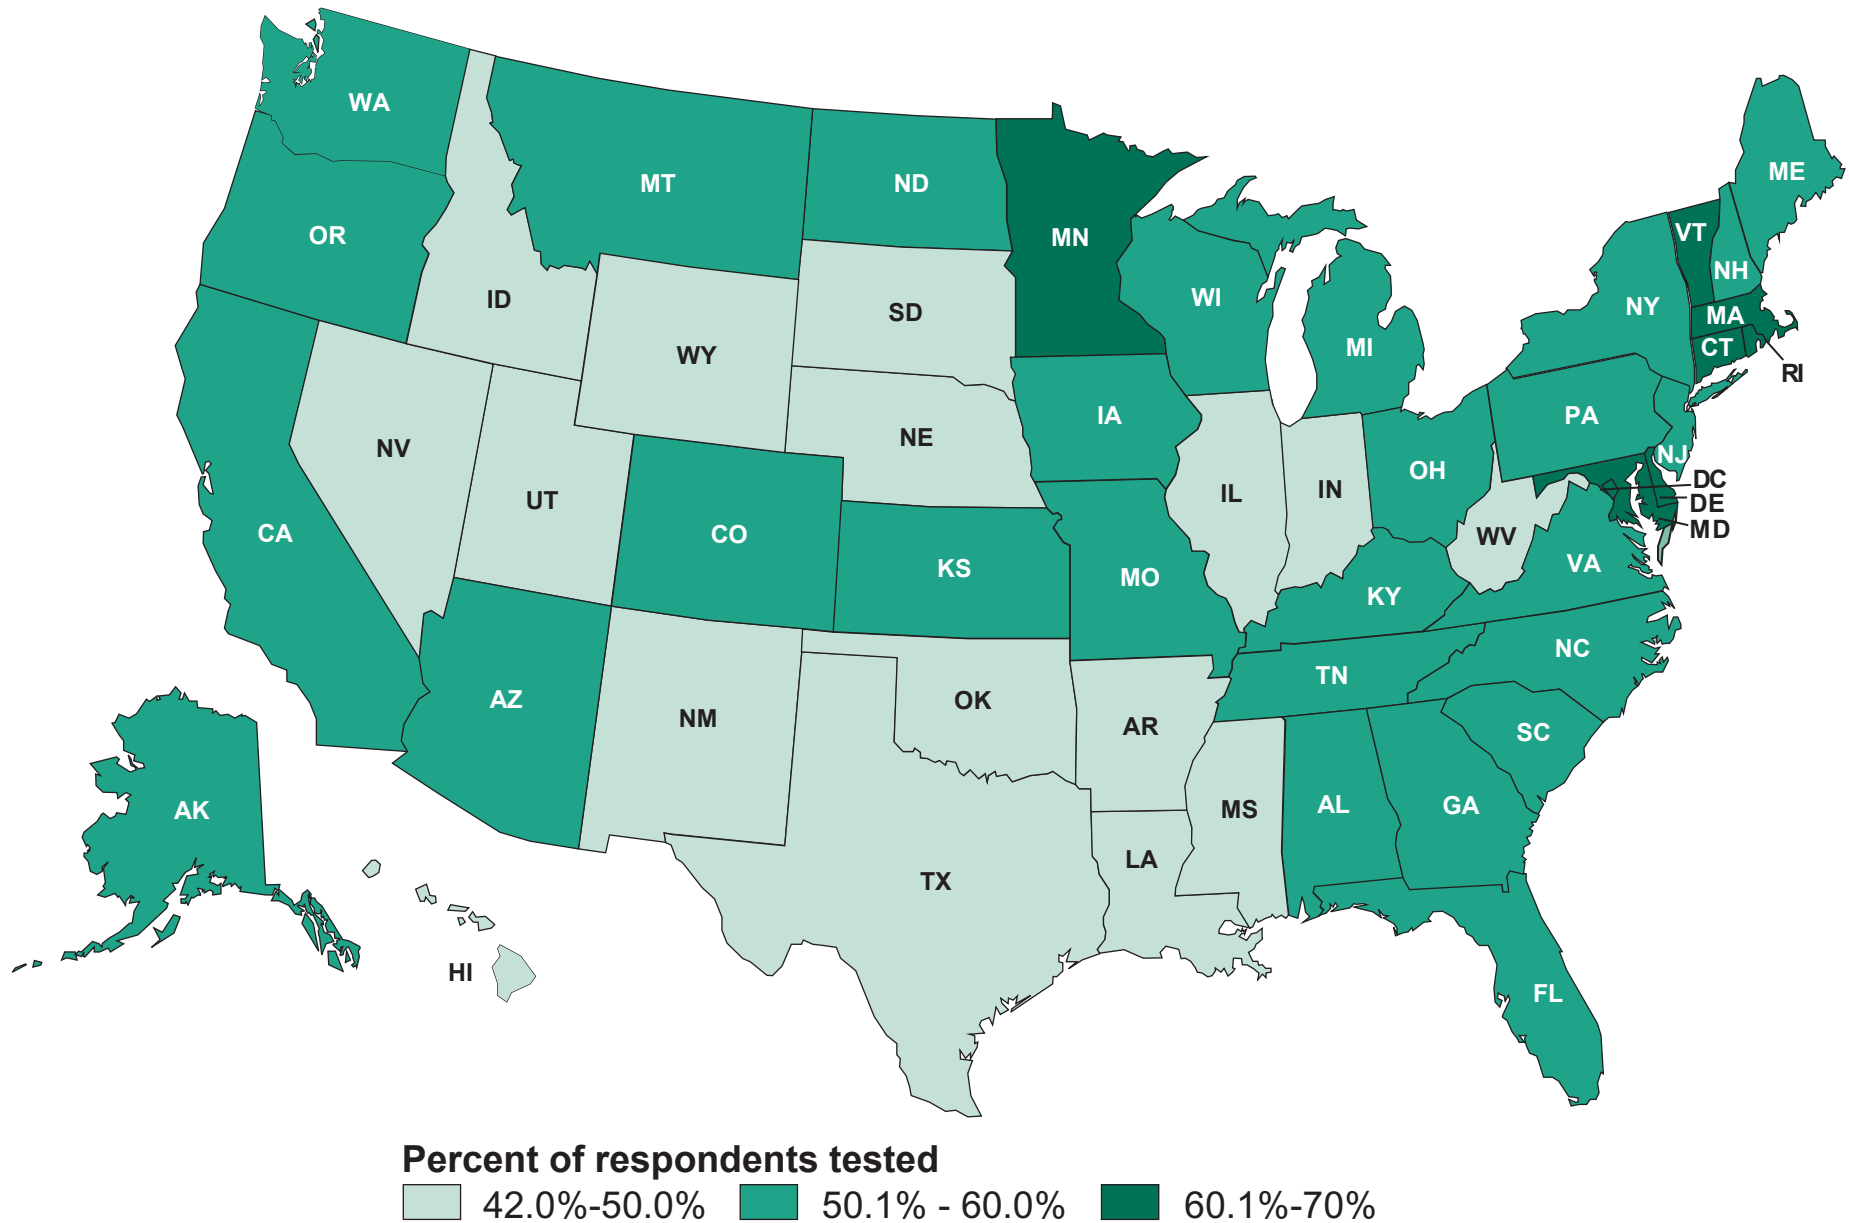 WA
MT
ND
ME
OR
MN
VT
NH
ID
SD
WI
NY
MA
WY
MI
CT
RI
NV
NE
IA
PA
UT
OH
NJ
IL
IN
DC
DE
CA
CO
WV
MD
KS
MO
VA
KY
AZ
NM
OK
TN
NC
AR
SC
AK
MS
AL
GA
LA
TX
HI
FL
Percent of respondents tested
42.0%-50.0% 50.1% - 60.0% 60.1%-70%